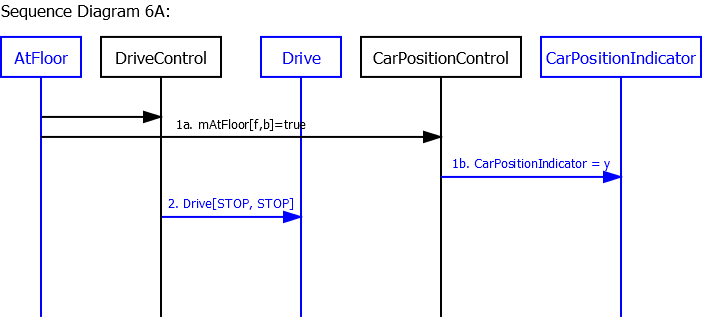 Sequence Diagram 6A:
AtFloor
DriveControl
Drive
CarPositionControl
CarPositionIndicator
1a. mAtFloor[f,b]=true
1b. CarPositionIndicator = y
2. Drive[STOP, STOP]